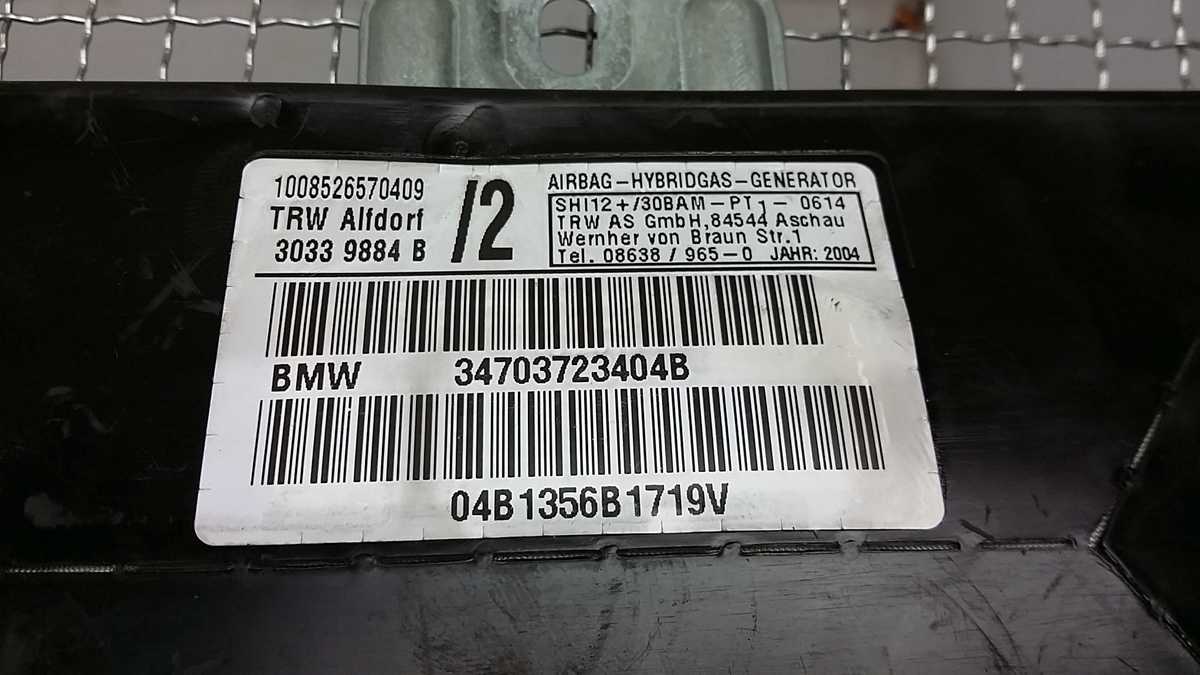 1008526570409
TRW Alfdorf
3033 9884 B
/2
AIRBAG-HYBRIDGAS-GENERATOR
SHI12+/30BAM-PT1- 0614
TRW AS GmbH,84544 Aschau
Wernher von Braun Str.1
Tel. 08638/965-0 JAHR: 2004
BMW 34703723404B
04B1356B1719V